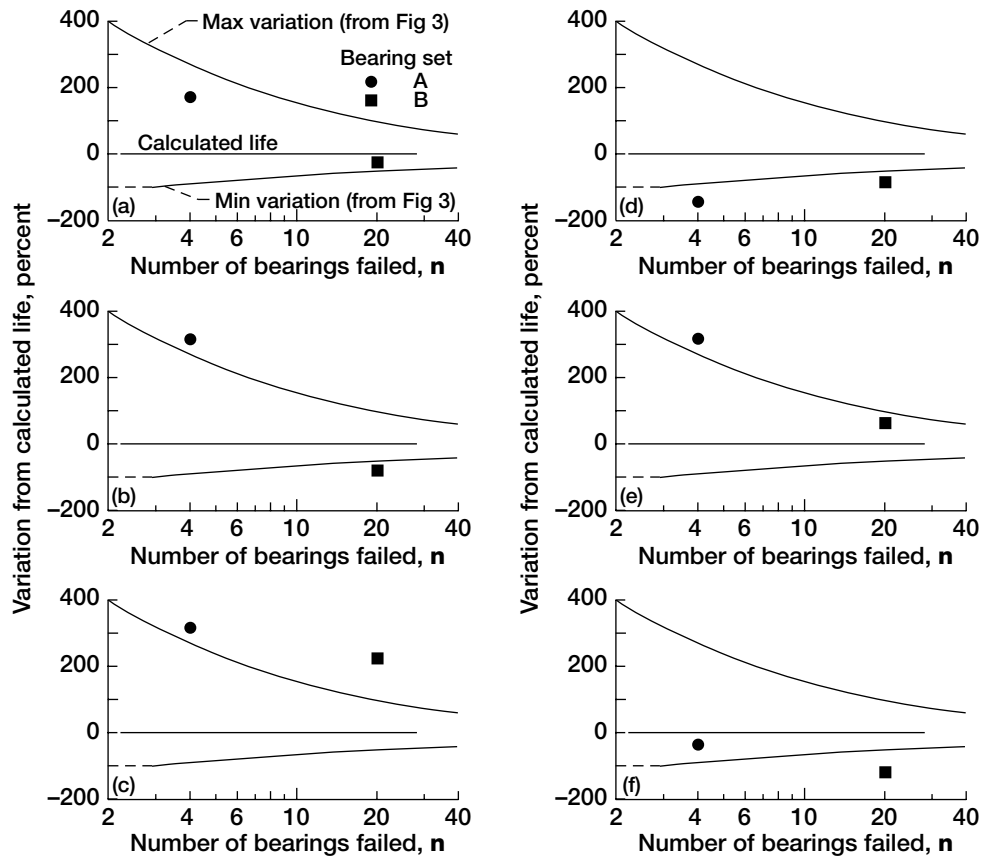 Variation from calculated life, percent
400
200
0
−200
Max variation (from Fig 3)
Bearing set
A
B
Calculated life
Min variation (from Fig 3)
(a)
2 4 6 10 20 40
Number of bearings failed, n
400
200
0
−200
(b)
2 4 6 10 20 40
Number of bearings failed, n
400
200
0
−200
(c)
2 4 6 10 20 40
Number of bearings failed, n
Variation from calculated life, percent
400
200
0
−200
(d)
2 4 6 10 20 40
Number of bearings failed, n
400
200
0
−200
(e)
2 4 6 10 20 40
Number of bearings failed, n
400
200
0
−200
(f)
2 4 6 10 20 40
Number of bearings failed, n